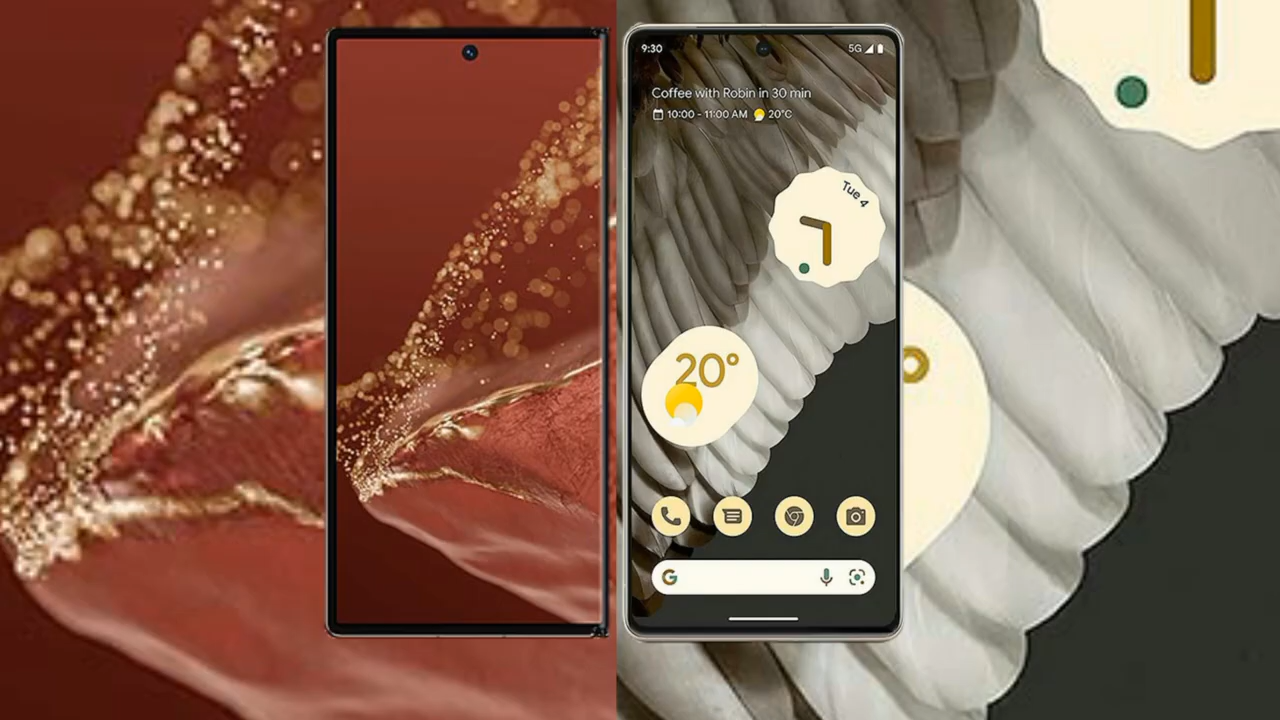 9:30
5G
Coffee with Robin in 30 min
10:00 - 11:00 AM 20°C
Tue 4
20°
G